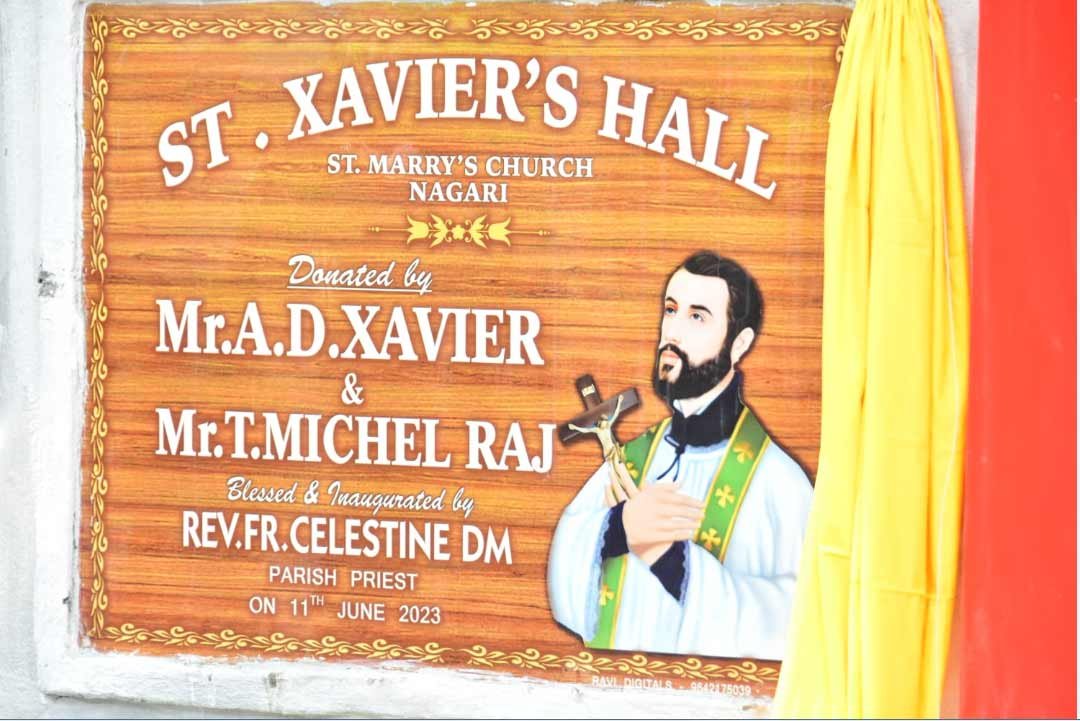 ST. XAVIER'S HALL
ST. MARRY'S CHURCH
NAGARI
Donated by
Mr.A.D.XAVIER
&
Mr.T.MICHEL RAJ
Blessed & Inaugurated by
REV.FR.CELESTINE DM
PARISH PRIEST
ON 11TH JUNE 2023
RAVI DIGITALS - 9642175039